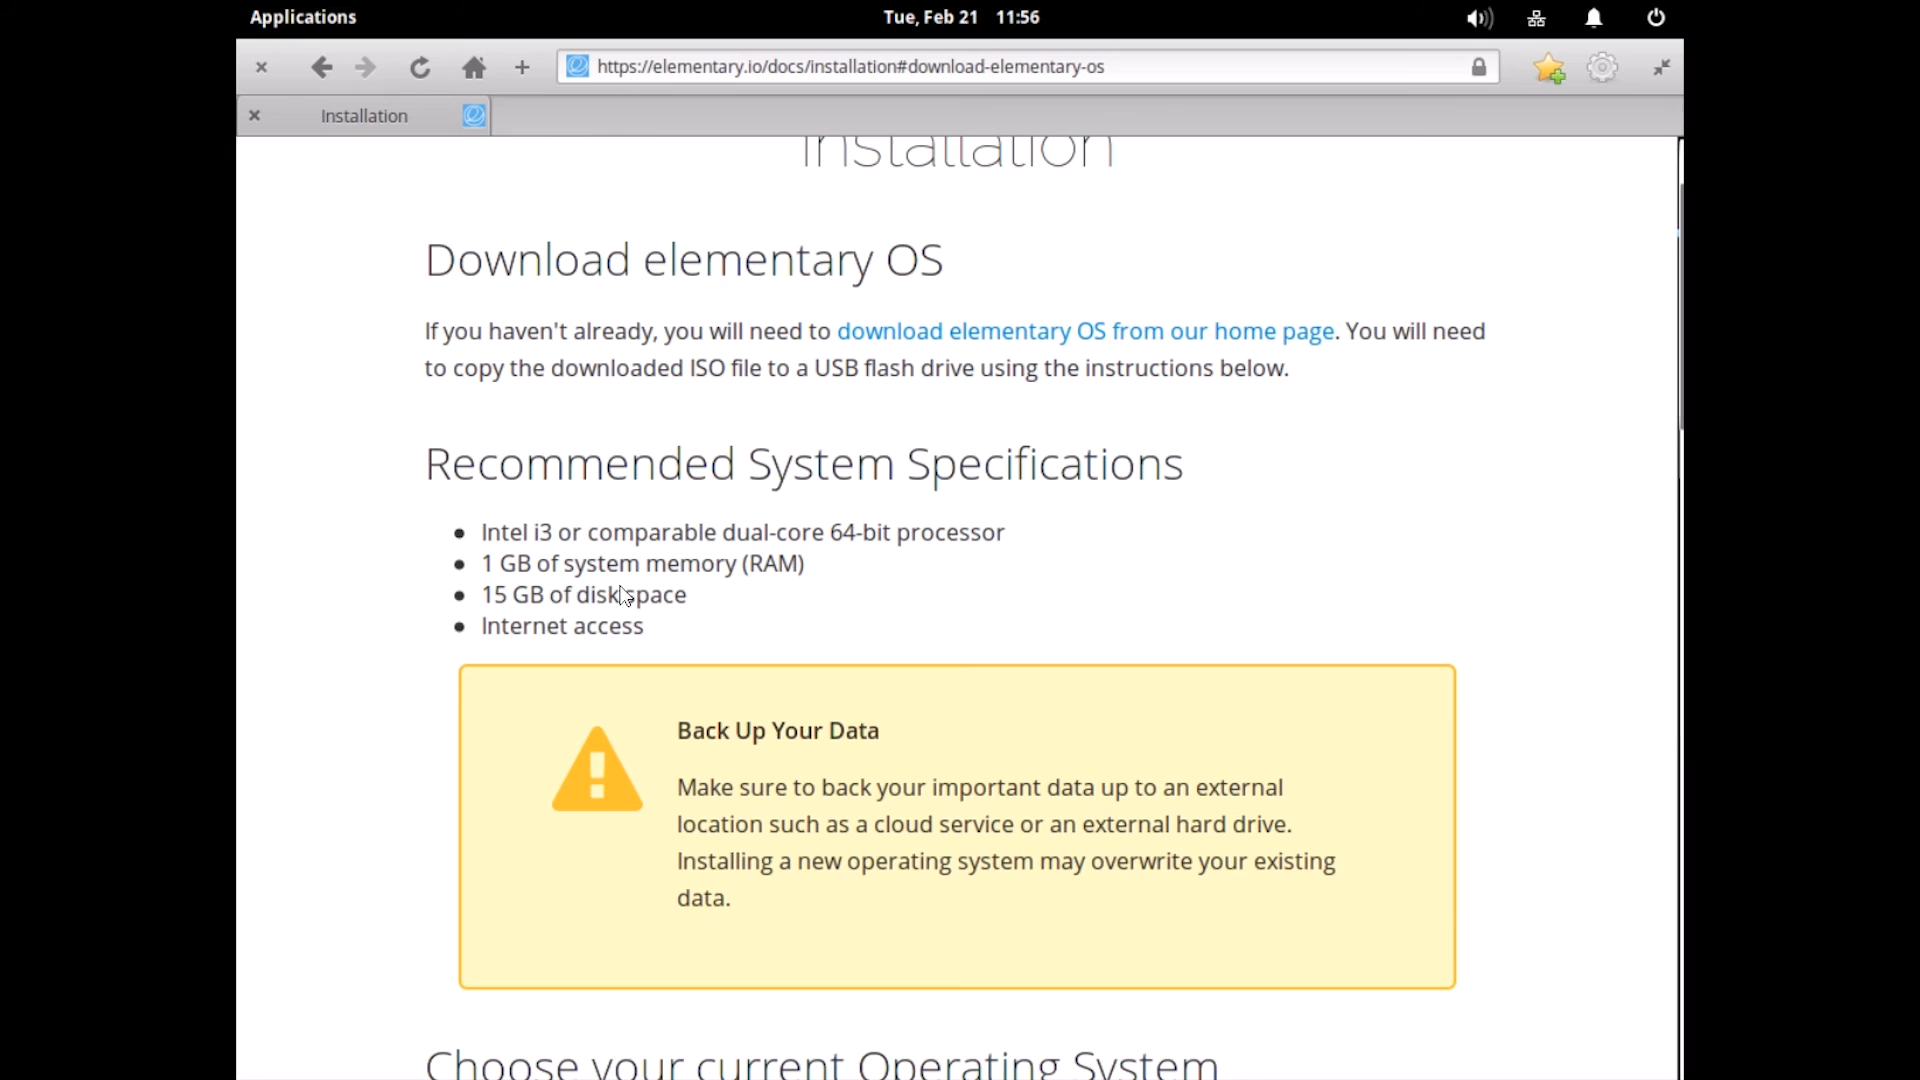 Applications
Tue, Feb 21 11:56
https://elementary.io/docs/installation#download-elementary-os
Installation
Installation
Download elementary OS
If you haven't already, you will need to download elementary OS from our home page. You will need
to copy the downloaded ISO file to a USB flash drive using the instructions below.
Recommended System Specifications
Intel i3 or comparable dual-core 64-bit processor
1 GB of system memory (RAM)
15 GB of disk space
Internet access
Back Up Your Data
Make sure to back your important data up to an external
location such as a cloud service or an external hard drive.
Installing a new operating system may overwrite your existing
data.
Choose your current Operating System